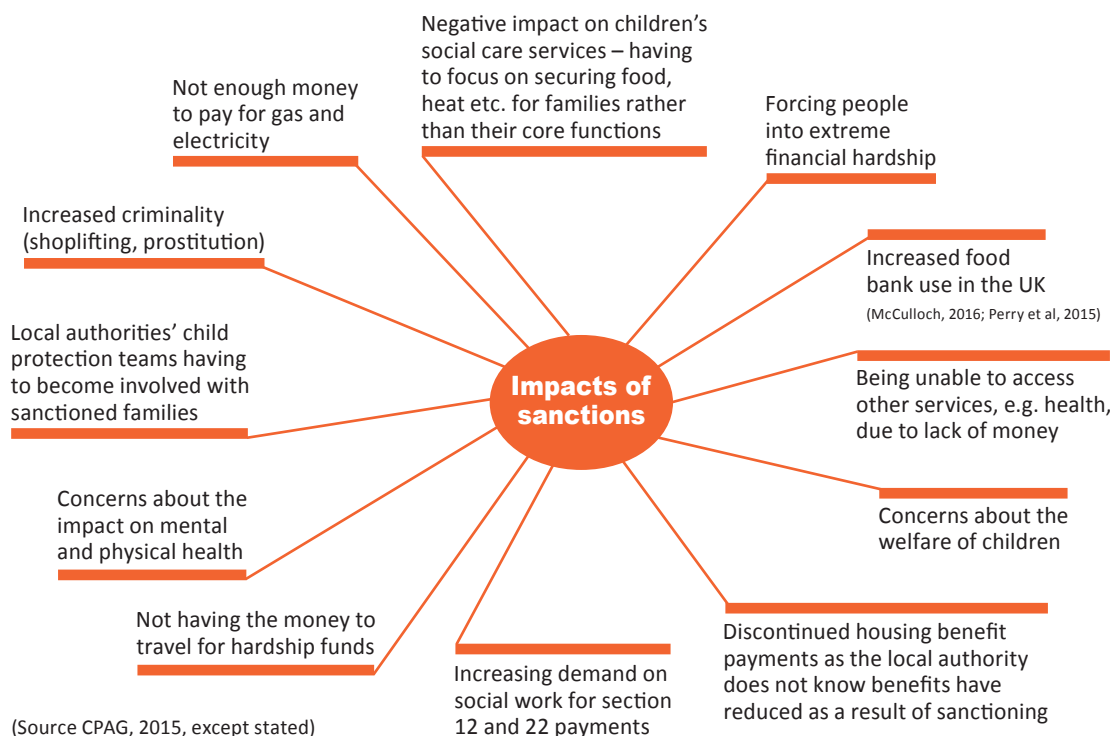 Negative impact on children’s
social care services – having
to focus on securing food,
heat etc. for families rather
than their core functions
Not enough money
to pay for gas and
electricity
Forcing people
into extreme
financial hardship
Increased criminality
(shoplifting, prostitution)
Increased food
bank use in the UK
(McCulloch, 2016; Perry et al, 2015)
Local authorities’ child
protection teams having
to become involved with
sanctioned families
Impacts of
sanctions
Being unable to access
other services, e.g. health,
due to lack of money
Concerns about the
impact on mental
and physical health
Concerns about the
welfare of children
Not having the money to
travel for hardship funds
Increasing demand on
social work for section
12 and 22 payments
Discontinued housing benefit
payments as the local authority
does not know benefits have
reduced as a result of sanctioning
(Source CPAG, 2015, except stated)